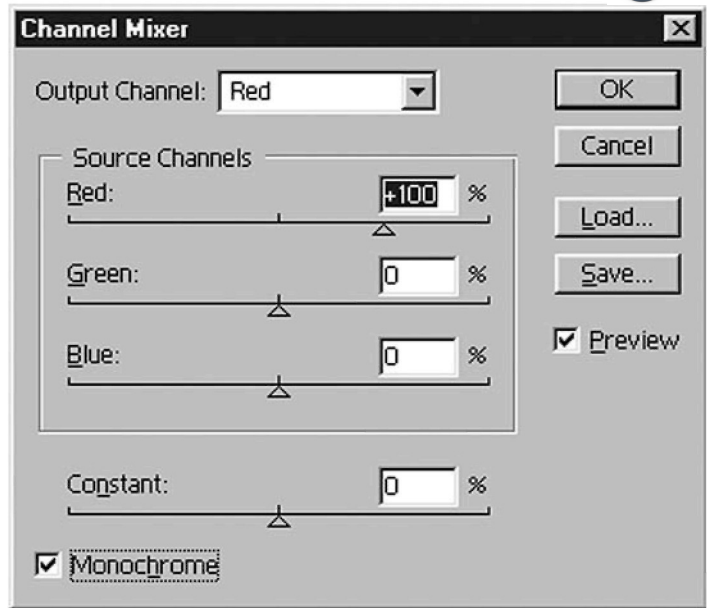 Channel Mixer
Output Channel: Red
OK
Cancel
Load...
Save...
Preview
Source Channels
Red: +100 %
Green: 0 %
Blue: 0 %
Constant: 0 %
Monochrome